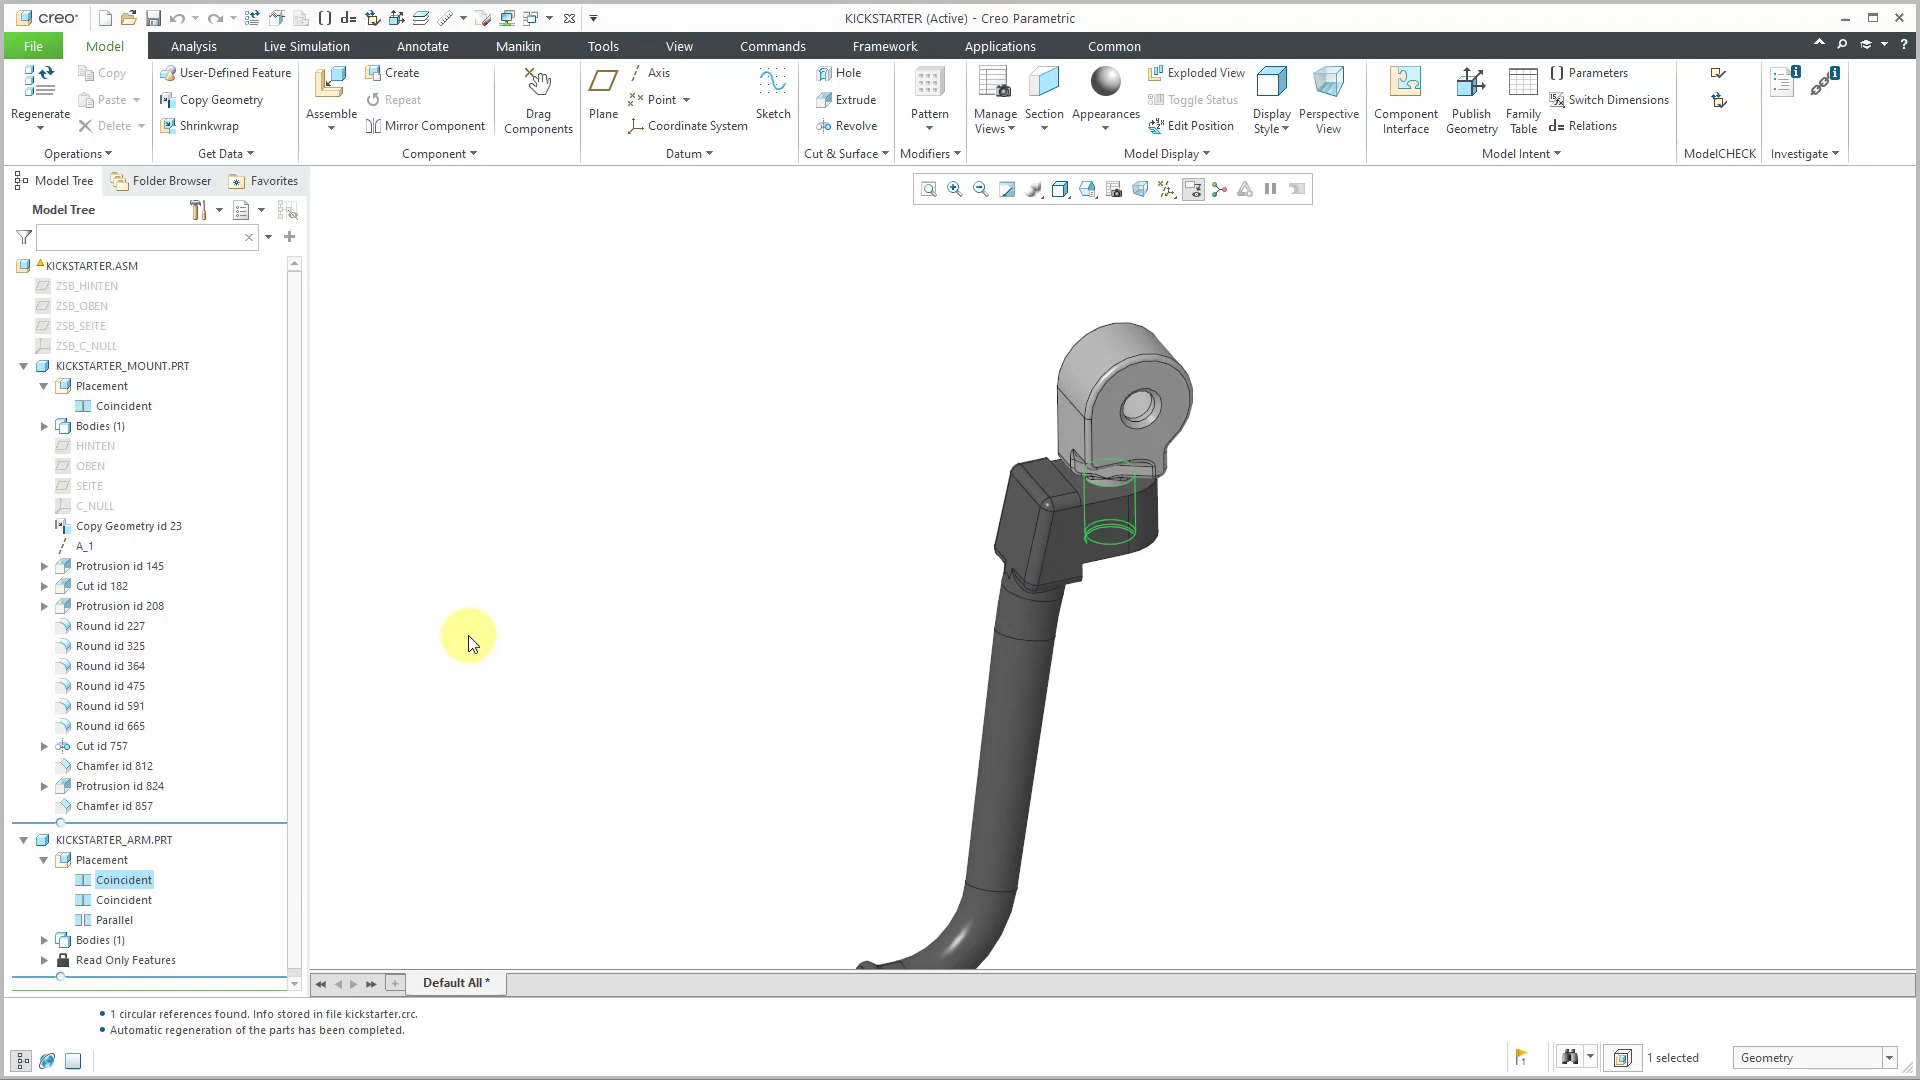 creo®
KICKSTARTER (Active) - Creo Parametric
File
Model
Analysis
Live Simulation
Annotate
Manikin
Tools
View
Commands
Framework
Applications
Common
Regenerate
Copy
Paste
Delete
Operations
User-Defined Feature
Copy Geometry
Shrinkwrap
Get Data
Assemble
Create
Repeat
Mirror Component
Component
Drag
Components
Plane
Axis
Point
Coordinate System
Sketch
Datum
Hole
Extrude
Revolve
Cut & Surface
Pattern
Modifiers
Manage
Views
Section
Appearances
Exploded View
Toggle Status
Edit Position
Display
Style
Perspective
View
Model Display
Component
Interface
Publish
Geometry
Family
Table
Parameters
Switch Dimensions
d= Relations
Model Intent
ModelCHECK
Investigate
Model Tree
Folder Browser
Favorites
Model Tree
KICKSTARTER.ASM
ZSB_HINTEN
ZSB_OBEN
ZSB_SEITE
ZSB_C_NULL
KICKSTARTER_MOUNT.PRT
Placement
Coincident
Bodies (1)
HINTEN
OBEN
SEITE
C_NULL
Copy Geometry id 23
A_1
Protrusion id 145
Cut id 182
Protrusion id 208
Round id 227
Round id 325
Round id 364
Round id 475
Round id 591
Round id 665
Cut id 757
Chamfer id 812
Protrusion id 824
Chamfer id 857
KICKSTARTER_ARM.PRT
Placement
Coincident
Coincident
Parallel
Bodies (1)
Read Only Features
Default All *
• 1 circular references found. Info stored in file kickstarter.crc.
• Automatic regeneration of the parts has been completed.
1 selected
Geometry